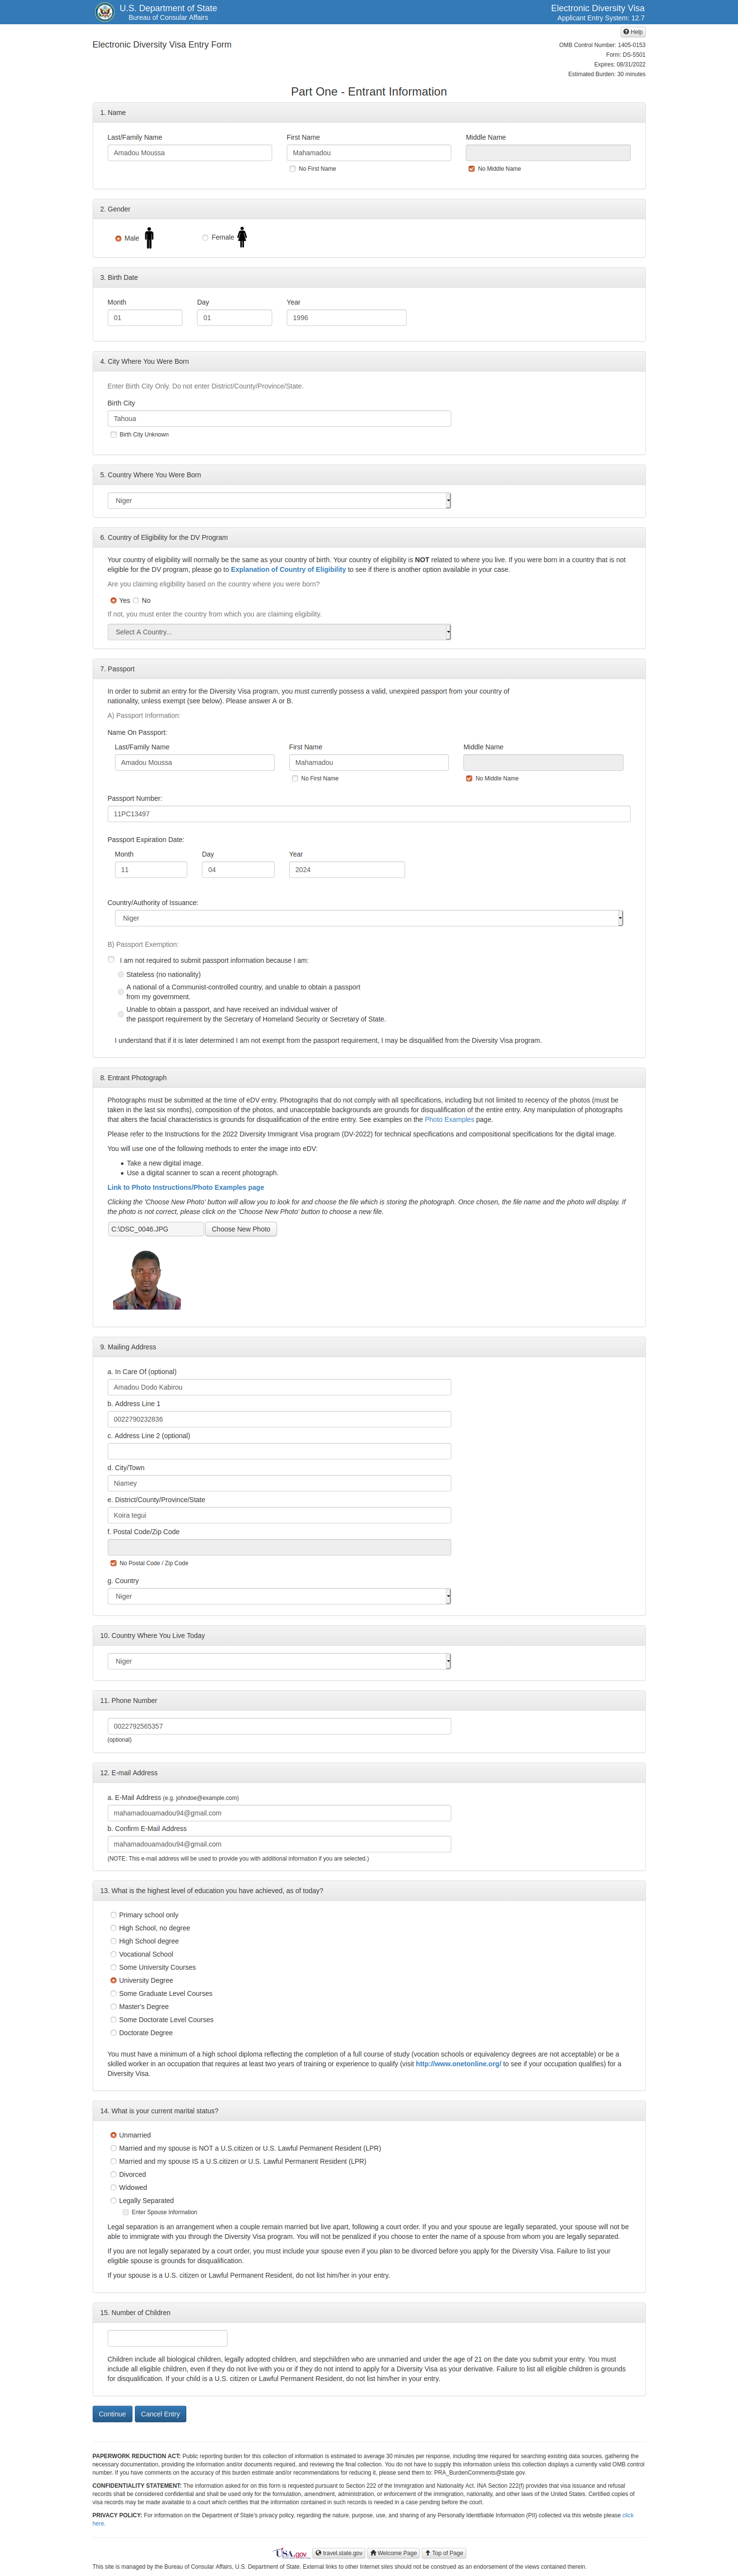 U.S. Department of State
Bureau of Consular Affairs
Electronic Diversity Visa
Applicant Entry System: 12.7
Help
Electronic Diversity Visa Entry Form
OMB Control Number: 1405-0153
Form: DS-5501
Expires: 08/31/2022
Estimated Burden: 30 minutes
Part One - Entrant Information
1. Name
Last/Family Name
First Name
Middle Name
Amadou Moussa
Mahamadou
No First Name
No Middle Name
2. Gender
Male
Female
3. Birth Date
Month
Day
Year
01
01
1996
4. City Where You Were Born
Enter Birth City Only. Do not enter District/County/Province/State.
Birth City
Tahoua
Birth City Unknown
5. Country Where You Were Born
Niger
6. Country of Eligibility for the DV Program
Your country of eligibility will normally be the same as your country of birth. Your country of eligibility is NOT related to where you live. If you were born in a country that is not
eligible for the DV program, please go to Explanation of Country of Eligibility to see if there is another option available in your case.
Are you claiming eligibility based on the country where you were born?
Yes No
If not, you must enter the country from which you are claiming eligibility.
Select A Country...
7. Passport
In order to submit an entry for the Diversity Visa program, you must currently possess a valid, unexpired passport from your country of
nationality, unless exempt (see below). Please answer A or B.
A) Passport Information:
Name On Passport:
Last/Family Name
First Name
Middle Name
Amadou Moussa
Mahamadou
No First Name
No Middle Name
Passport Number:
11PC13497
Passport Expiration Date:
Month
Day
Year
11
04
2024
Country/Authority of Issuance:
Niger
B) Passport Exemption:
I am not required to submit passport information because I am:
Stateless (no nationality)
A national of a Communist-controlled country, and unable to obtain a passport
from my government.
Unable to obtain a passport, and have received an individual waiver of
the passport requirement by the Secretary of Homeland Security or Secretary of State.
I understand that if it is later determined I am not exempt from the passport requirement, I may be disqualified from the Diversity Visa program.
8. Entrant Photograph
Photographs must be submitted at the time of eDV entry. Photographs that do not comply with all specifications, including but not limited to recency of the photos (must be
taken in the last six months), composition of the photos, and unacceptable backgrounds are grounds for disqualification of the entire entry. Any manipulation of photographs
that alters the facial characteristics is grounds for disqualification of the entire entry. See examples on the Photo Examples page.
Please refer to the Instructions for the 2022 Diversity Immigrant Visa program (DV-2022) for technical specifications and compositional specifications for the digital image.
You will use one of the following methods to enter the image into eDV:
• Take a new digital image.
• Use a digital scanner to scan a recent photograph.
Link to Photo Instructions/Photo Examples page
Clicking the 'Choose New Photo' button will allow you to look for and choose the file which is storing the photograph. Once chosen, the file name and the photo will display. If
the photo is not correct, please click on the 'Choose New Photo' button to choose a new file.
C:\DSC_0046.JPG
Choose New Photo
9. Mailing Address
a. In Care Of (optional)
Amadou Dodo Kabirou
b. Address Line 1
0022790232836
c. Address Line 2 (optional)
d. City/Town
Niamey
e. District/County/Province/State
Koira tegui
f. Postal Code/Zip Code
No Postal Code / Zip Code
g. Country
Niger
10. Country Where You Live Today
Niger
11. Phone Number
0022792565357
(optional)
12. E-mail Address
a. E-Mail Address (e.g. johndoe@example.com)
mahamadouamadou94@gmail.com
b. Confirm E-Mail Address
mahamadouamadou94@gmail.com
(NOTE: This e-mail address will be used to provide you with additional information if you are selected.)
13. What is the highest level of education you have achieved, as of today?
Primary school only
High School, no degree
High School degree
Vocational School
Some University Courses
University Degree
Some Graduate Level Courses
Master's Degree
Some Doctorate Level Courses
Doctorate Degree
You must have a minimum of a high school diploma reflecting the completion of a full course of study (vocation schools or equivalency degrees are not acceptable) or be a
skilled worker in an occupation that requires at least two years of training or experience to qualify (visit http://www.onetonline.org/ to see if your occupation qualifies) for a
Diversity Visa.
14. What is your current marital status?
Unmarried
Married and my spouse is NOT a U.S.citizen or U.S. Lawful Permanent Resident (LPR)
Married and my spouse IS a U.S.citizen or U.S. Lawful Permanent Resident (LPR)
Divorced
Widowed
Legally Separated
Enter Spouse Information
Legal separation is an arrangement when a couple remain married but live apart, following a court order. If you and your spouse are legally separated, your spouse will not be
able to immigrate with you through the Diversity Visa program. You will not be penalized if you choose to enter the name of a spouse from whom you are legally separated.
If you are not legally separated by a court order, you must include your spouse even if you plan to be divorced before you apply for the Diversity Visa. Failure to list your
eligible spouse is grounds for disqualification.
If your spouse is a U.S. citizen or Lawful Permanent Resident, do not list him/her in your entry.
15. Number of Children
Children include all biological children, legally adopted children, and stepchildren who are unmarried and under the age of 21 on the date you submit your entry. You must
include all eligible children, even if they do not live with you or if they do not intend to apply for a Diversity Visa as your derivative. Failure to list all eligible children is grounds
for disqualification. If your child is a U.S. citizen or Lawful Permanent Resident, do not list him/her in your entry.
Continue
Cancel Entry
PAPERWORK REDUCTION ACT: Public reporting burden for this collection of information is estimated to average 30 minutes per response, including time required for searching existing data sources, gathering the
necessary documentation, providing the information and/or documents required, and reviewing the final collection. You do not have to supply this information unless this collection displays a currently valid OMB control
number. If you have comments on the accuracy of this burden estimate and/or recommendations for reducing it, please send them to: PRA_BurdenComments@state.gov.
CONFIDENTIALITY STATEMENT: The information asked for on this form is requested pursuant to Section 222 of the Immigration and Nationality Act. INA Section 222(f) provides that visa issuance and refusal
records shall be considered confidential and shall be used only for the formulation, amendment, administration, or enforcement of the immigration, nationality, and other laws of the United States. Certified copies of
visa records may be made available to a court which certifies that the information contained in such records is needed in a case pending before the court.
PRIVACY POLICY: For information on the Department of State's privacy policy, regarding the nature, purpose, use, and sharing of any Personally Identifiable Information (PII) collected via this website please click
here.
USA.gov
travel.state.gov
Welcome Page
Top of Page
This site is managed by the Bureau of Consular Affairs, U.S. Department of State. External links to other Internet sites should not be construed as an endorsement of the views contained therein.